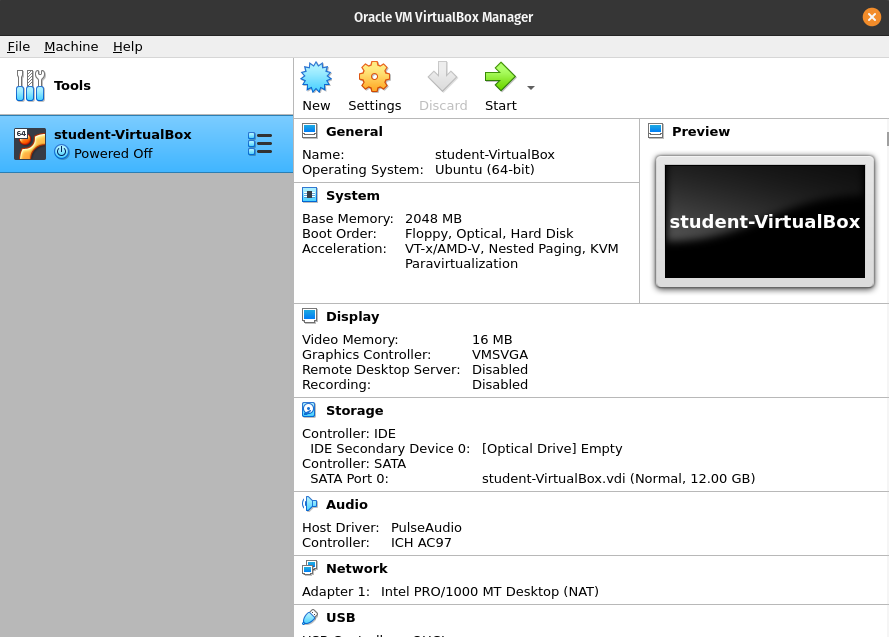 Oracle VM VirtualBox Manager
File Machine Help
Tools
New Settings Discard Start
64
student-VirtualBox
Powered Off
General
Name: student-VirtualBox
Operating System: Ubuntu (64-bit)
System
Base Memory: 2048 MB
Boot Order: Floppy, Optical, Hard Disk
Acceleration: VT-x/AMD-V, Nested Paging, KVM
Paravirtualization
Preview
student-VirtualBox
Display
Video Memory: 16 MB
Graphics Controller: VMSVGA
Remote Desktop Server: Disabled
Recording: Disabled
Storage
Controller: IDE
IDE Secondary Device 0: [Optical Drive] Empty
Controller: SATA
SATA Port 0: student-VirtualBox.vdi (Normal, 12.00 GB)
Audio
Host Driver: PulseAudio
Controller: ICH AC97
Network
Adapter 1: Intel PRO/1000 MT Desktop (NAT)
USB